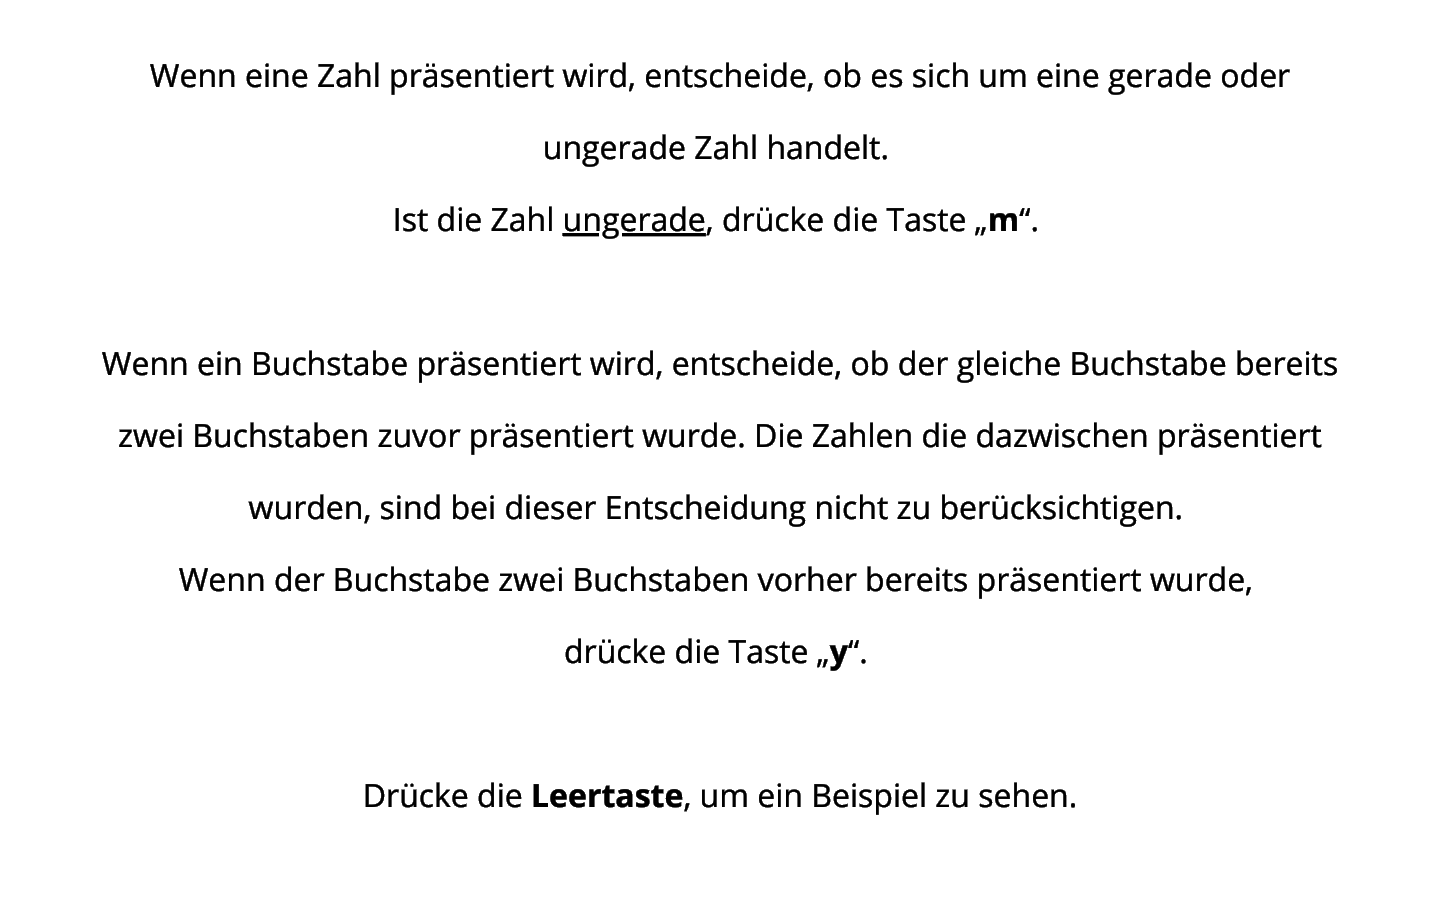 Wenn eine Zahl präsentiert wird, entscheide, ob es sich um eine gerade oder
ungerade Zahl handelt.
Ist die Zahl ungerade, drücke die Taste „m“.
Wenn ein Buchstabe präsentiert wird, entscheide, ob der gleiche Buchstabe bereits
zwei Buchstaben zuvor präsentiert wurde. Die Zahlen die dazwischen präsentiert
wurden, sind bei dieser Entscheidung nicht zu berücksichtigen.
Wenn der Buchstabe zwei Buchstaben vorher bereits präsentiert wurde,
drücke die Taste „y“.
Drücke die Leertaste, um ein Beispiel zu sehen.